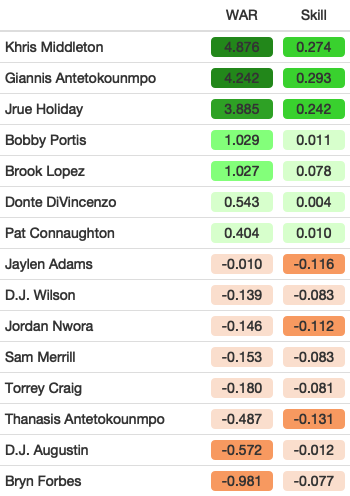 WAR Skill
Khris Middleton 4.876 0.274
Giannis Antetokounmpo 4.242 0.293
Jrue Holiday 3.885 0.242
Bobby Portis 1.029 0.011
Brook Lopez 1.027 0.078
Donte DiVincenzo 0.543 0.004
Pat Connaughton 0.404 0.010
Jaylen Adams -0.010 -0.116
D.J. Wilson -0.139 -0.083
Jordan Nwora -0.146 -0.112
Sam Merrill -0.153 -0.083
Torrey Craig -0.180 -0.081
Thanasis Antetokounmpo -0.487 -0.131
D.J. Augustin -0.572 -0.012
Bryn Forbes -0.981 -0.077